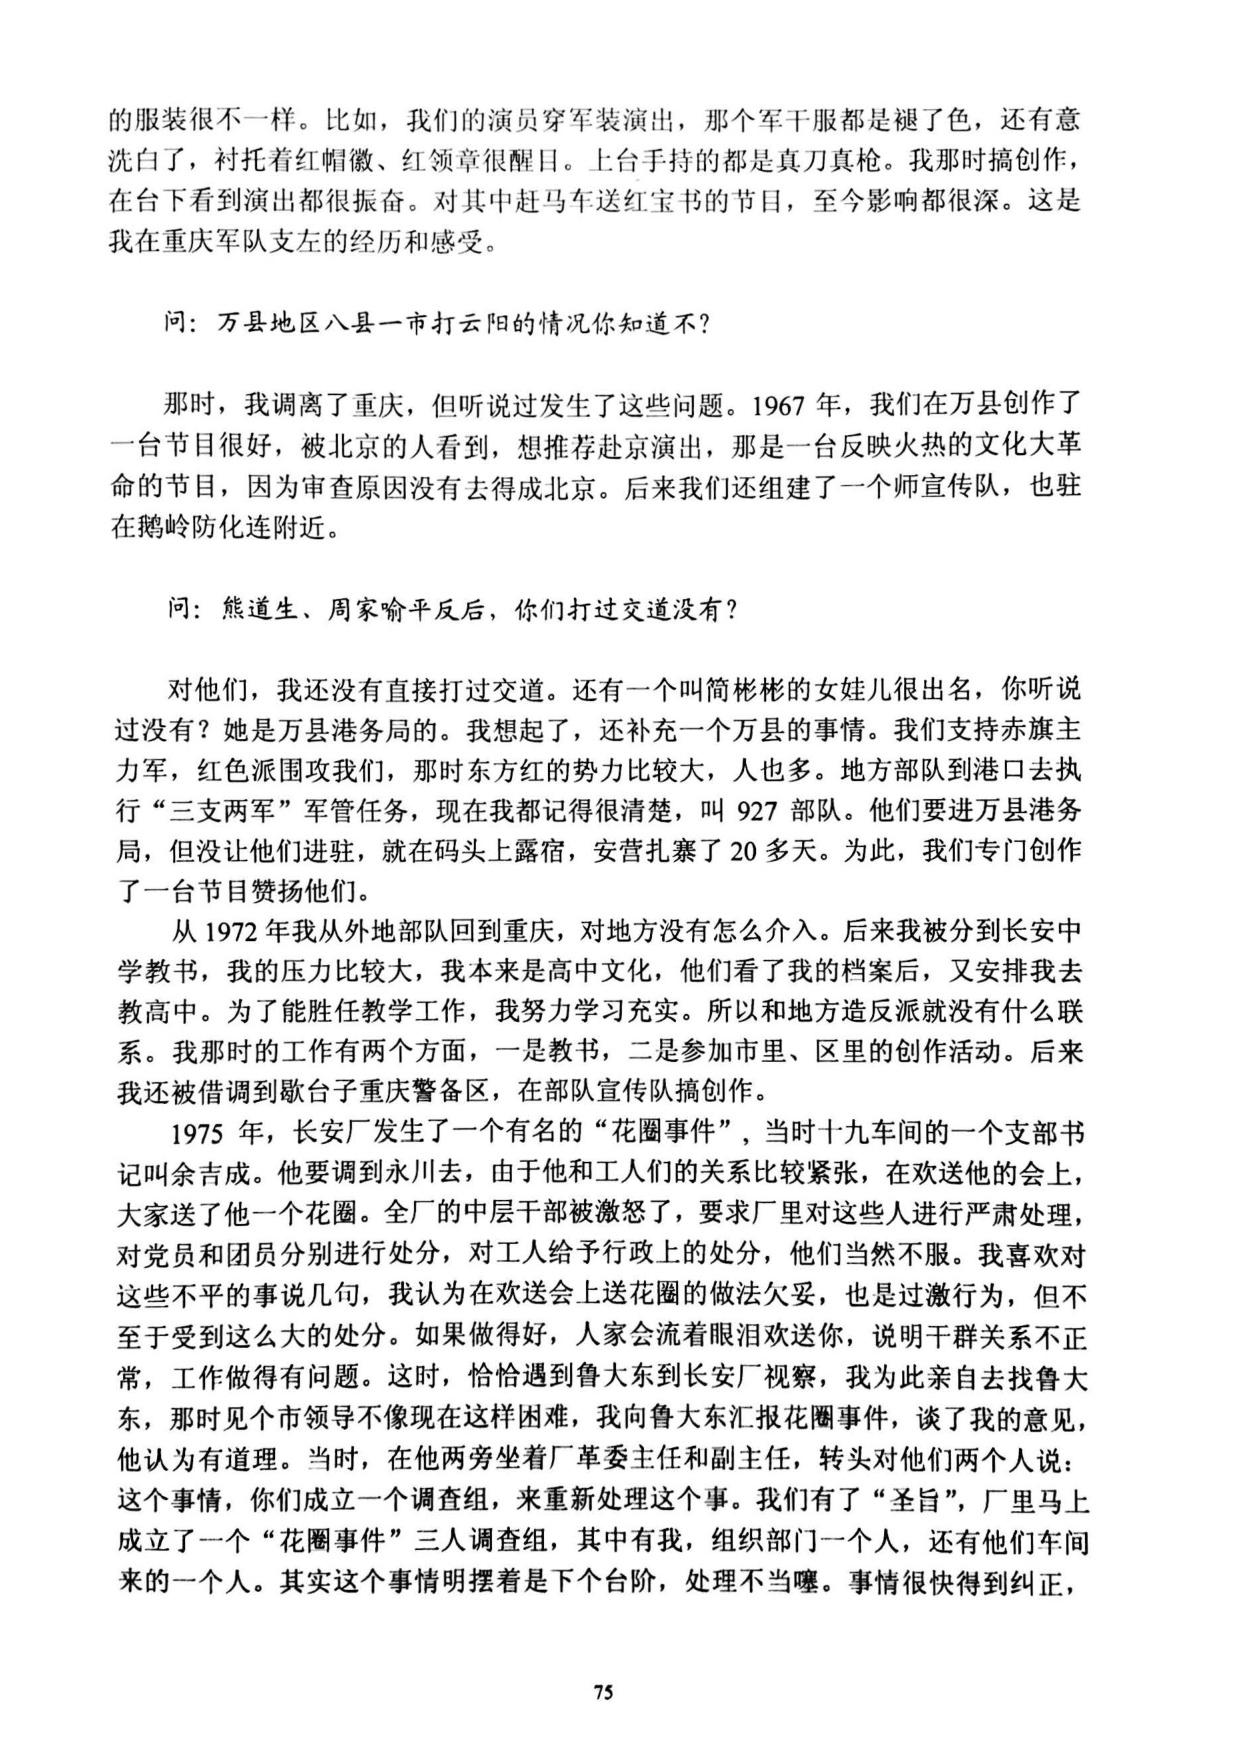 的服装很不一样。比如，我们的演员穿军装演出，那个军干服都是褪了色，还有意
洗白了，衬托着红帽徽、红领章很醒目。上台手持的都是真刀真枪。我那时搞创作，
在台下看到演出都很振奋。对其中赶马车送红宝书的节目，至今影响都很深。这是
我在重庆军队支左的经历和感受。
问：万县地区八县一市打云阳的情况你知道不？
那时，我调离了重庆，但听说过发生了这些问题。1967 年，我们在万县创作了
一台节目很好，被北京的人看到，想推荐赴京演出，那是一台反映火热的文化大革
命的节目，因为审查原因没有去得成北京。后来我们还组建了一个师宣传队，也驻
在鹅岭防化连附近。
问：熊道生、周家喻平反后，你们打过交道没有？
对他们，我还没有直接打过交道。还有一个叫简彬彬的女娃儿很出名，你听说
过没有？她是万县港务局的。我想起了，还补充一个万县的事情。我们支持赤旗主
力军，红色派围攻我们，那时东方红的势力比较大，人也多。地方部队到港口去执
行“三支两军”军管任务，现在我都记得很清楚，叫 927 部队。他们要进万县港务
局，但没让他们进驻，就在码头上露宿，安营扎寨了 20 多天。为此，我们专门创作
了一台节目赞扬他们。
从 1972 年我从外地部队回到重庆，对地方没有怎么介入。后来我被分到长安中
学教书，我的压力比较大，我本来是高中文化，他们看了我的档案后，又安排我去
教高中。为了能胜任教学工作，我努力学习充实。所以和地方造反派就没有什么联
系。我那时的工作有两个方面，一是教书，二是参加市里、区里的创作活动。后来
我还被借调到歇台子重庆警备区，在部队宣传队搞创作。
1975 年，长安厂发生了一个有名的“花圈事件”，当时十九车间的一个支部书
记叫余吉成。他要调到永川去，由于他和工人们的关系比较紧张，在欢送他的会上，
大家送了他一个花圈。全厂的中层干部被激怒了，要求厂里对这些人进行严肃处理，
对党员和团员分别进行处分，对工人给予行政上的处分，他们当然不服。我喜欢对
这些不平的事说几句，我认为在欢送会上送花圈的做法欠妥，也是过激行为，但不
至于受到这么大的处分。如果做得好，人家会流着眼泪欢送你，说明干群关系不正
常，工作做得有问题。这时，恰恰遇到鲁大东到长安厂视察，我为此亲自去找鲁大
东，那时见个市领导不像现在这样困难，我向鲁大东汇报花圈事件，谈了我的意见，
他认为有道理。当时，在他两旁坐着厂革委主任和副主任，转头对他们两个人说：
这个事情，你们成立一个调查组，来重新处理这个事。我们有了“圣旨”，厂里马上
成立了一个“花圈事件”三人调查组，其中有我，组织部门一个人，还有他们车间
来的一个人。其实这个事情明摆着是下个台阶，处理不当噻。事情很快得到纠正，
75